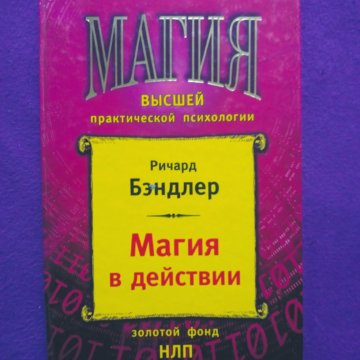 МАГИЯ
ВЫСШЕЙ
практической психологии
Ричард
Бэндлер
Магия
в действии
золотой фонд
НЛП